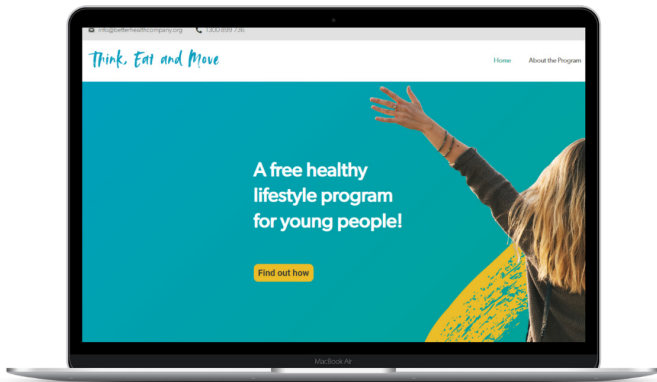 info@betterhealthcompany.org 1300 899 736
Think, Eat and Move
Home About the Program
A free healthy
lifestyle program
for young people!
Find out how
MacBook Air